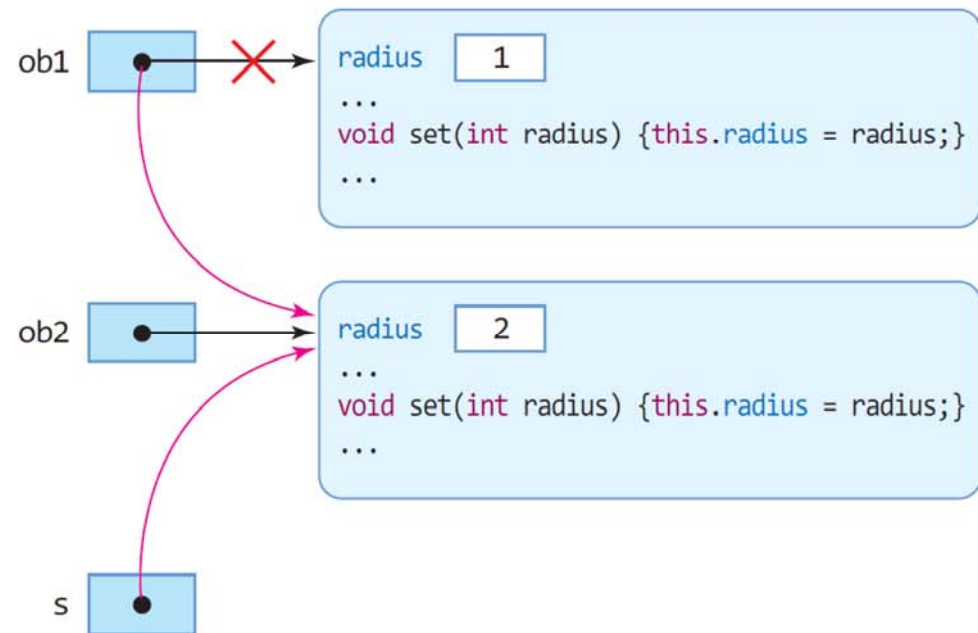 ob1
radius 1
...
void set(int radius) {this.radius = radius;}
...
ob2
radius 2
...
void set(int radius) {this.radius = radius;}
...
s